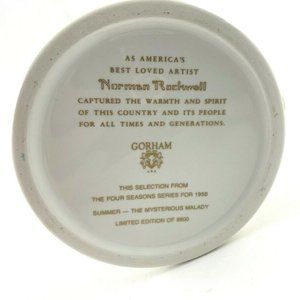 AS AMERICA'S
BEST LOVED ARTIST
Norman Rockwell
CAPTURED THE WARMTH AND SPIRIT
OF THIS COUNTRY AND ITS PEOPLE
FOR ALL TIMES AND GENERATIONS.
GORHAM
U.S.A.
THIS SELECTION FROM
THE FOUR SEASONS SERIES FOR 1958
SUMMER — THE MYSTERIOUS MALADY
LIMITED EDITION OF 9800